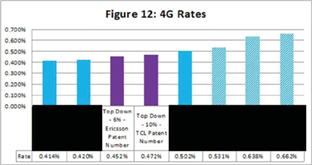 Figure 12: 4G Rates
0.700%
0.600%
0.500%
0.400%
0.300%
0.200%
0.100%
0.000%
Top Down
- 6% -
Ericsson
Patent
Number
Top Down
- 10% -
TCL Patent
Number
Rate 0.414% 0.420% 0.452% 0.472% 0.502% 0.531% 0.638% 0.662%